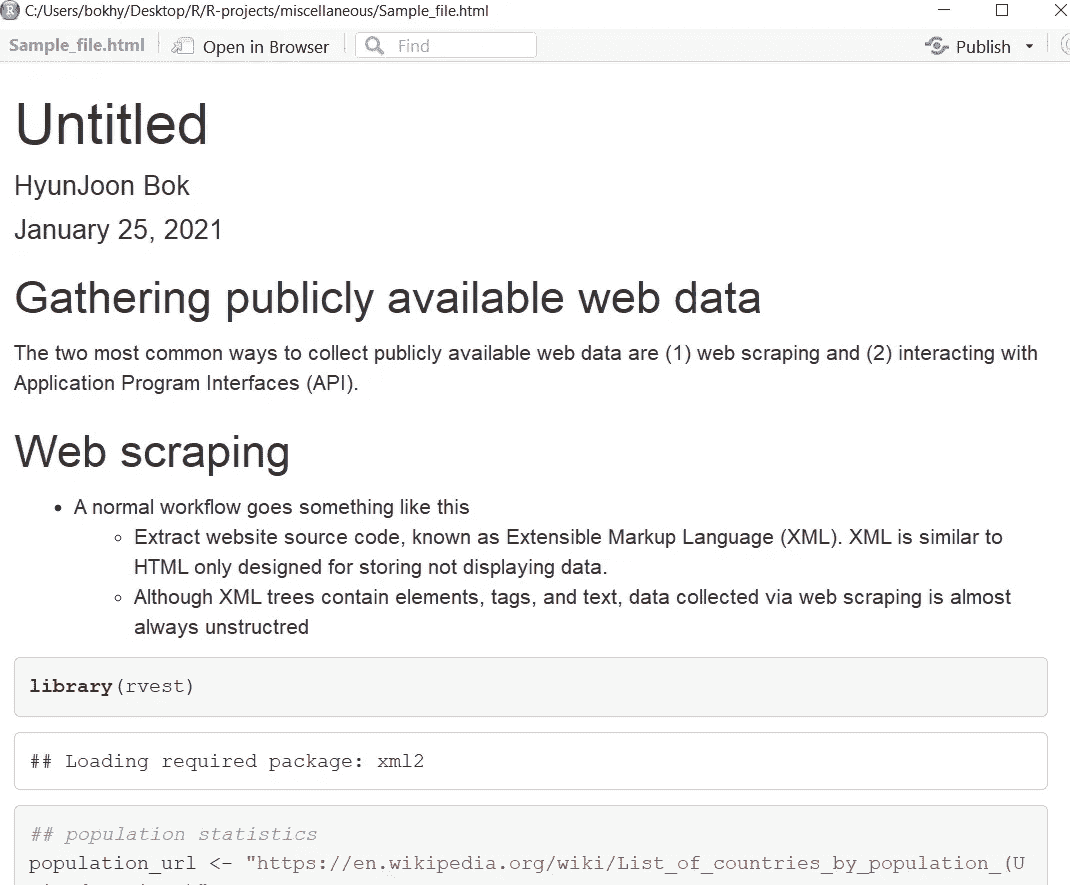 C:/Users/bokhy/Desktop/R/R-projects/miscellaneous/Sample_file.html
Sample_file.html Open in Browser Find Publish
Untitled
HyunJoon Bok
January 25, 2021
Gathering publicly available web data
The two most common ways to collect publicly available web data are (1) web scraping and (2) interacting with
Application Program Interfaces (API).
Web scraping
• A normal workflow goes something like this
◦ Extract website source code, known as Extensible Markup Language (XML). XML is similar to
HTML only designed for storing not displaying data.
◦ Although XML trees contain elements, tags, and text, data collected via web scraping is almost
always unstructred
library(rvest)
## Loading required package: xml2
## population statistics
population_url <- "https://en.wikipedia.org/wiki/List_of_countries_by_population_(U